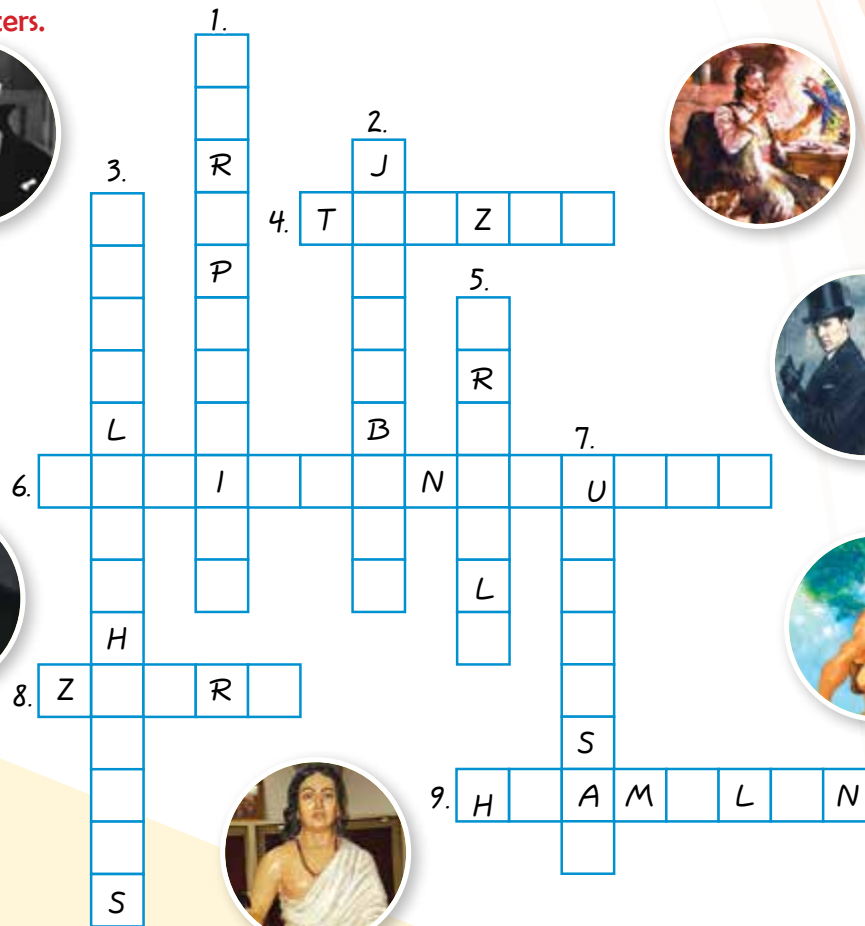 ters.
1.
2.
3. R J
4. T Z
P 5.
R
L B 7.
6. I N U
L
H
8. Z R
S
9. H A M L N
S